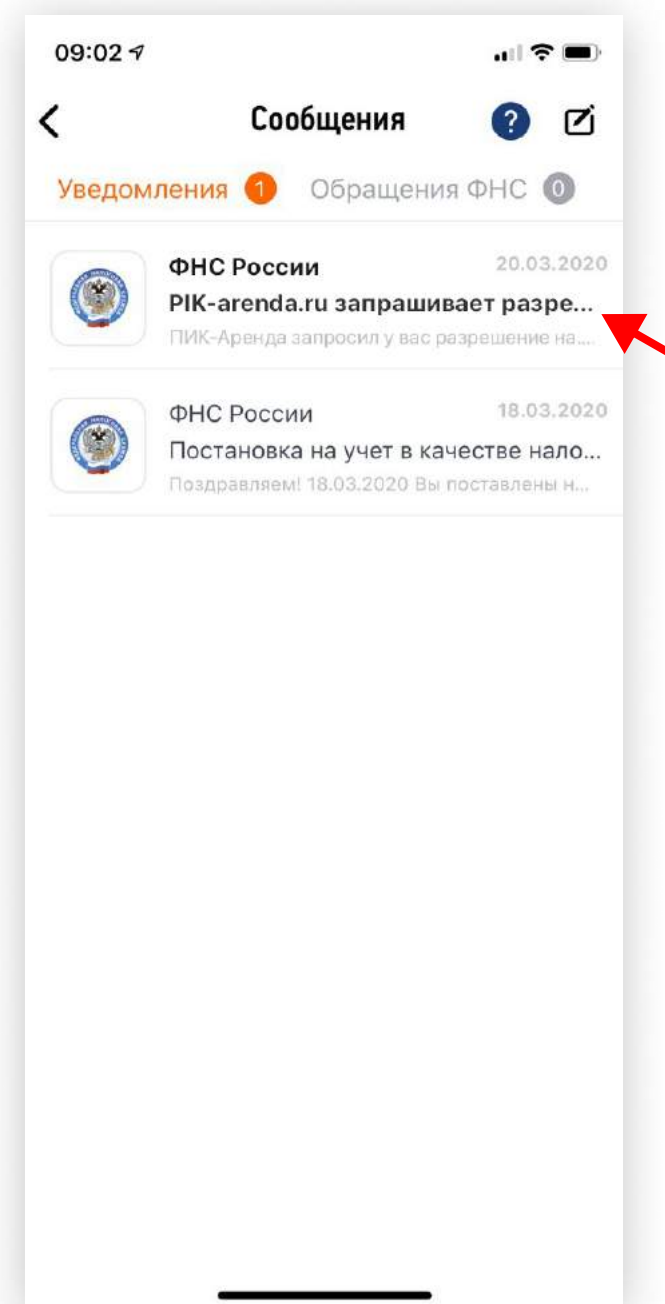 09:02
Сообщения ?
Уведомления 1 Обращения ФНС 0
ФНС России 20.03.2020
PIK-arenda.ru запрашивает разре...
ПИК-Аренда запросил у вас разрешение на....
ФНС России 18.03.2020
Постановка на учет в качестве нало...
Поздравляем! 18.03.2020 Вы поставлены н...